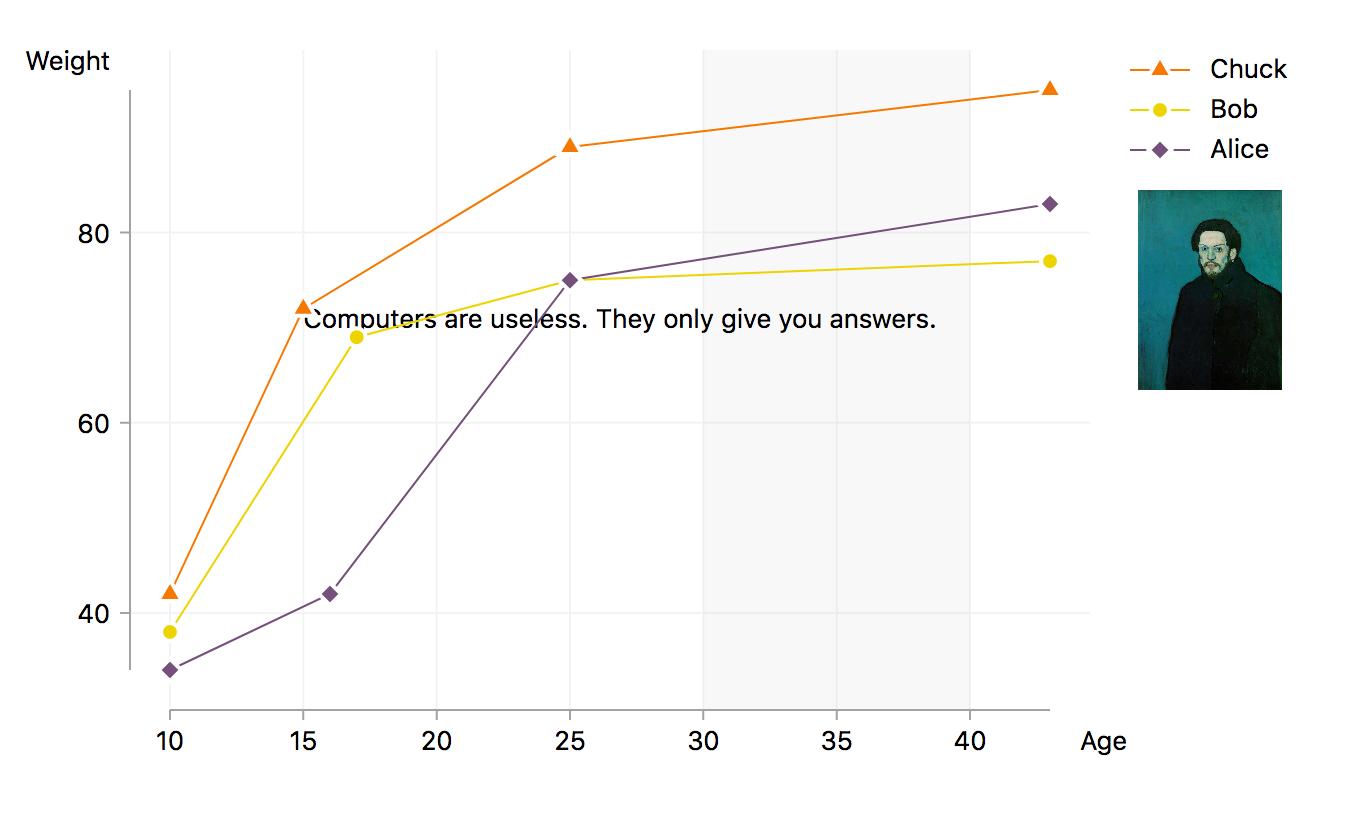 Weight
Chuck
Bob
Alice
80
Computers are useless. They only give you answers.
60
40
10 15 20 25 30 35 40 Age